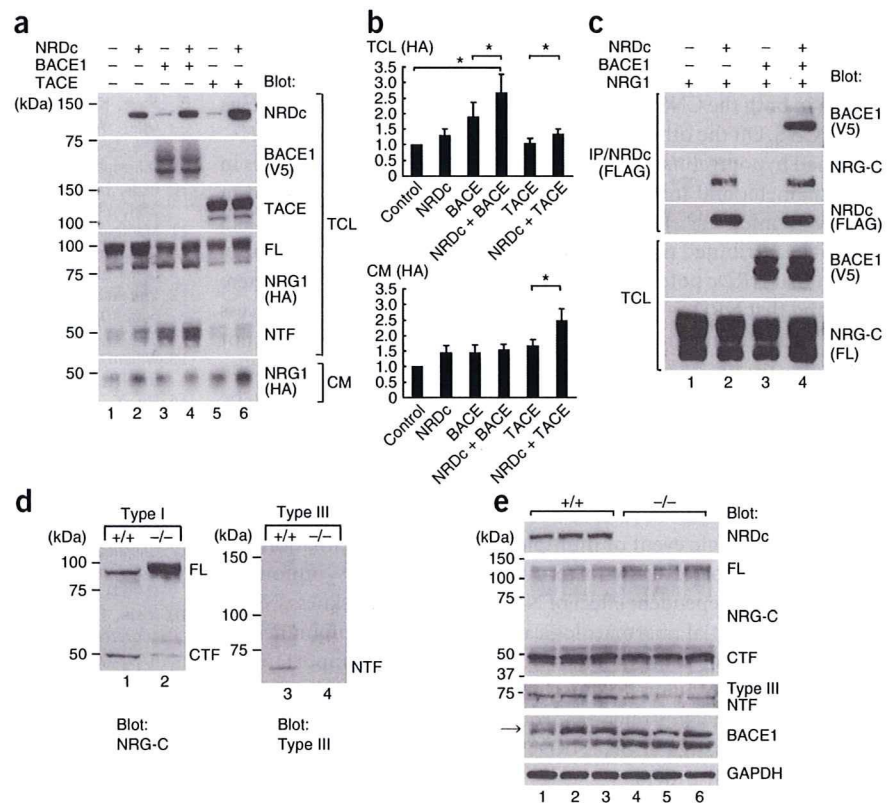 a
NRDc – + – + – +
BACE1 – – + + – –
TACE – – – – + +
Blot:
(kDa)
150
NRDc
75
BACE1
(V5)
150
TACE
100
100
FL
75
NRG1
(HA)
50
NTF
TCL
50
NRG1
(HA)
CM
1 2 3 4 5 6
b
TCL (HA)
* * *
3.5
3.0
2.5
2.0
1.5
1.0
0.5
0
Control
NRDc
BACE
NRDc + BACE
TACE
NRDc + TACE
CM (HA)
*
3.5
3.0
2.5
2.0
1.5
1.0
0.5
0
Control
NRDc
BACE
NRDc + BACE
TACE
NRDc + TACE
c
NRDc – + – +
BACE1 – – + +
NRG1 + + + +
Blot:
IP/NRDc
(FLAG)
BACE1
(V5)
NRG-C
NRDc
(FLAG)
TCL
BACE1
(V5)
NRG-C
(FL)
1 2 3 4
d
Type I
(kDa) +/+ –/–
100
FL
75
50
CTF
1 2
Blot:
NRG-C
Type III
(kDa) +/+ –/–
150
100
75
NTF
3 4
Blot:
Type III
e
+/+ –/–
Blot:
(kDa)
NRDc
150
FL
100
75
NRG-C
50
CTF
37
75
Type III
NTF
→
BACE1
GAPDH
1 2 3 4 5 6